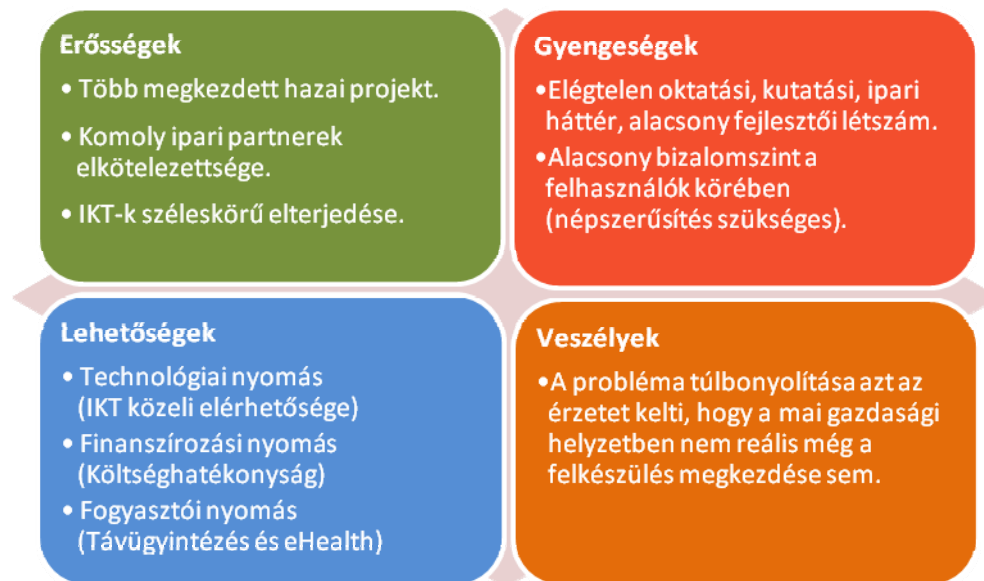 Erősségek
• Több megkezdett hazai projekt.
• Komoly ipari partnerek
elkötelezettsége.
• IKT-k széleskörű elterjedése.
Gyengeségek
•Elégtelen oktatási, kutatási, ipari
háttér, alacsony fejlesztői létszám.
•Alacsony bizalomszint a
felhasználók körében
(népszerűsítés szükséges).
Lehetőségek
• Technológiai nyomás
(IKT közeli elérhetősége)
• Finanszírozási nyomás
(Költséghatékonyság)
• Fogyasztói nyomás
(Távügyintézés és eHealth)
Veszélyek
•A probléma túlbonyolítása azt az
érzetet kelti, hogy a mai gazdasági
helyzetben nem reális még a
felkészülés megkezdése sem.